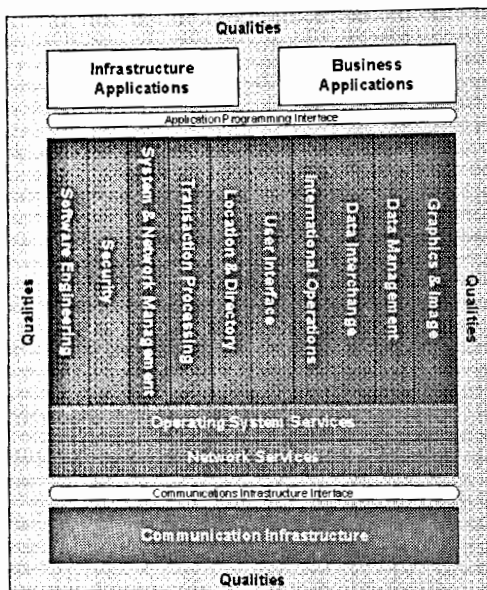 Qualities
Infrastructure
Applications
Business
Applications
Application Programming Interface
Qualities
Software Engineering
Security
System & Network Management
Transaction Processing
Location & Directory
User Interface
International Operations
Data Interchange
Data Management
Graphics & Image
Qualities
Operating System Services
Network Services
Communications Intrastructure Interface
Communication Infrastructure
Qualities